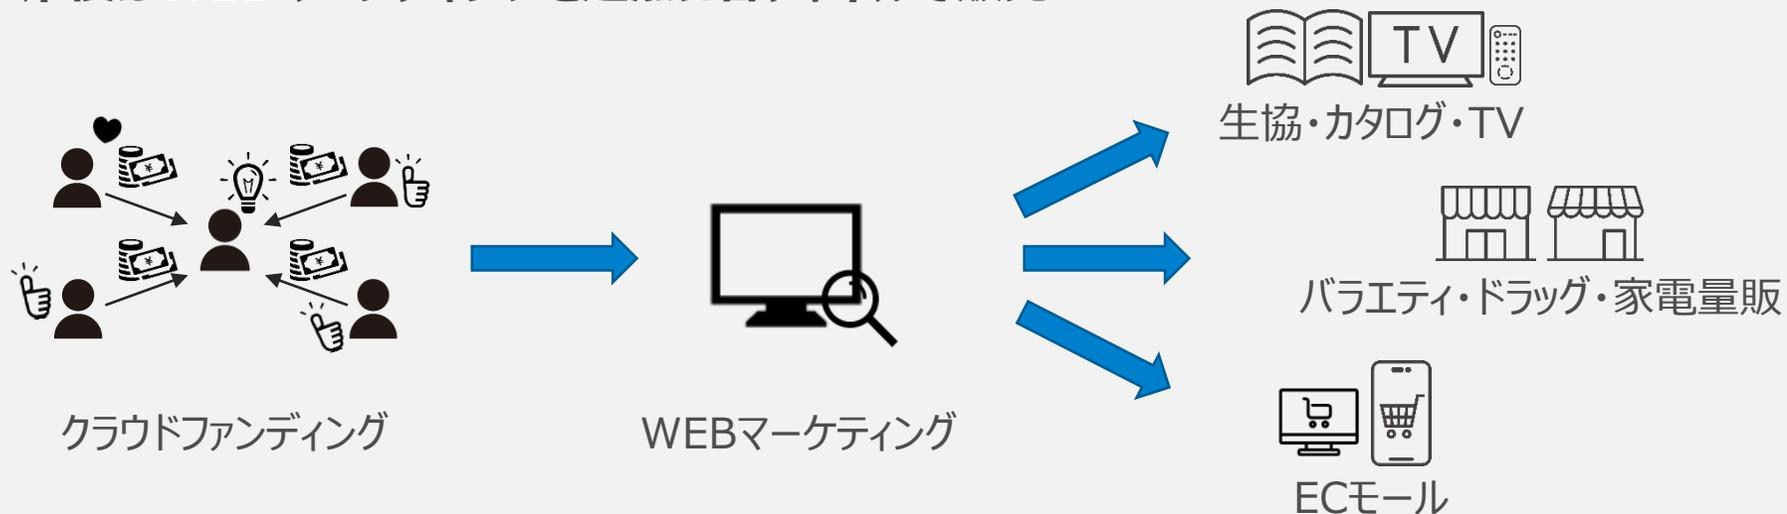 TV
生協・カタログ・TV
バラエティ・ドラッグ・家電量販
クラウドファンディング
WEBマーケティング
ECモール